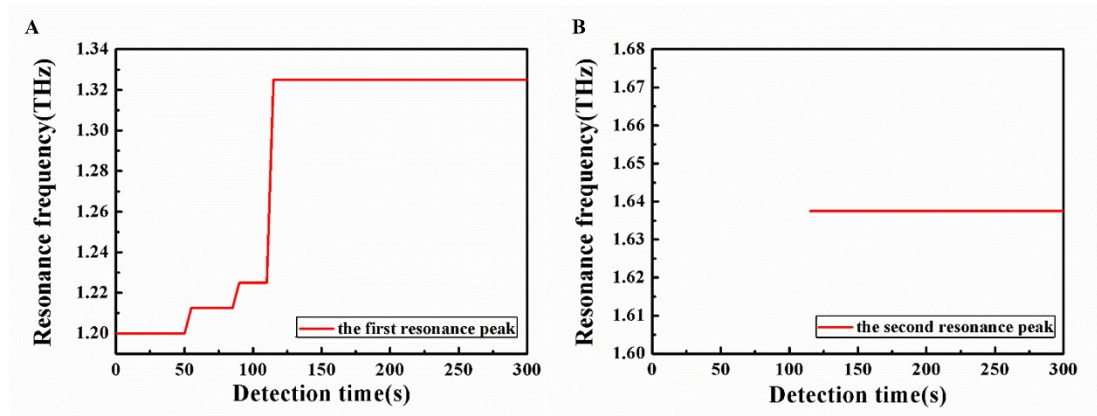 A
Resonance frequency(THz)
1.34
1.32
1.30
1.28
1.26
1.24
1.22
1.20
the first resonance peak
0 50 100 150 200 250 300
Detection time(s)
B
Resonance frequency(THz)
1.68
1.67
1.66
1.65
1.64
1.63
1.62
1.61
1.60
the second resonance peak
0 50 100 150 200 250 300
Detection time(s)